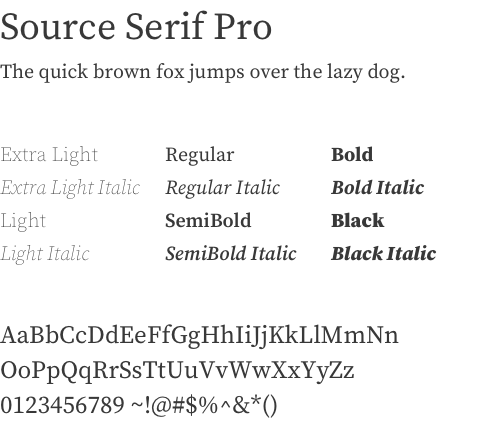 Source Serif Pro
The quick brown fox jumps over the lazy dog.
Extra Light Regular Bold
Extra Light Italic Regular Italic Bold Italic
Light SemiBold Black
Light Italic SemiBold Italic Black Italic
AaBbCcDdEeFfGgHhIiJjKkLlMmNn
OoPpQqRrSsTtUuVvWwXxYyZz
0123456789 ~!@#$%^&*()